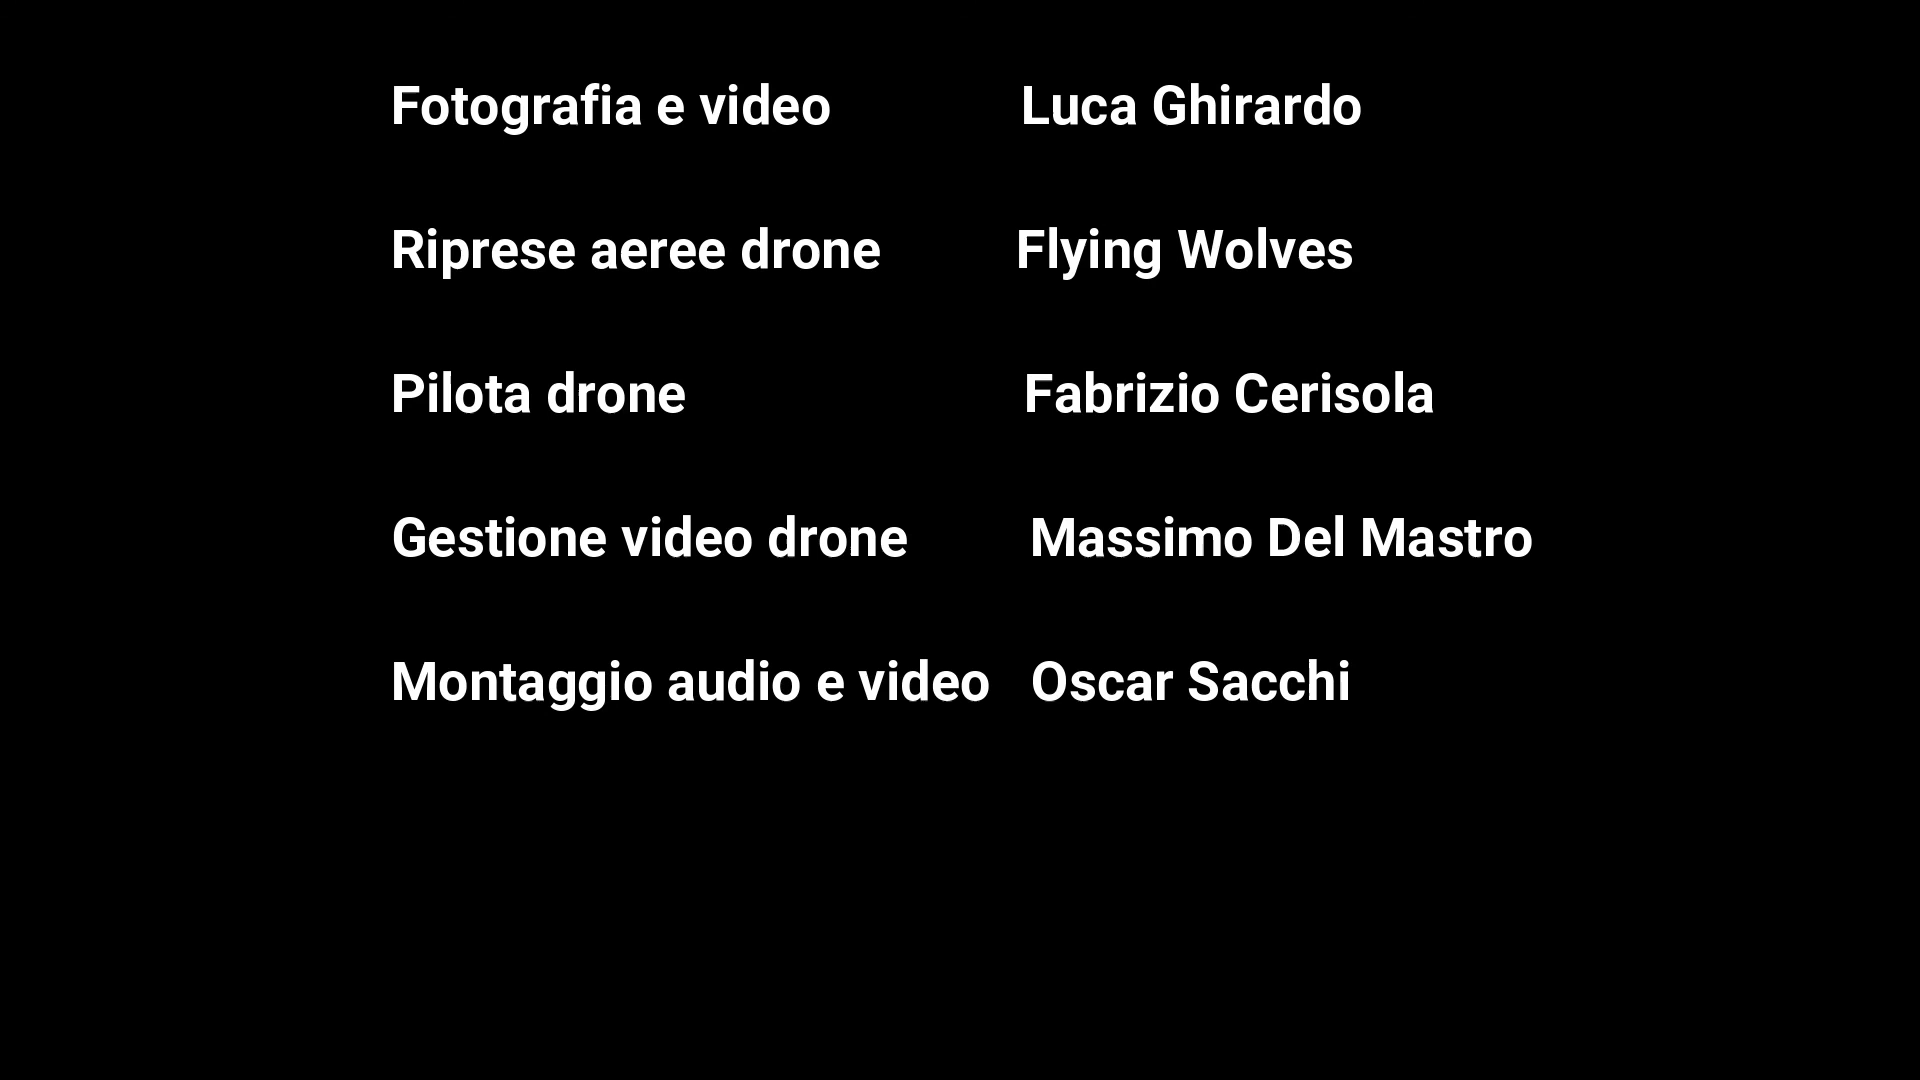 Fotografia e video Luca Ghirardo
Riprese aeree drone Flying Wolves
Pilota drone Fabrizio Cerisola
Gestione video drone Massimo Del Mastro
Montaggio audio e video Oscar Sacchi